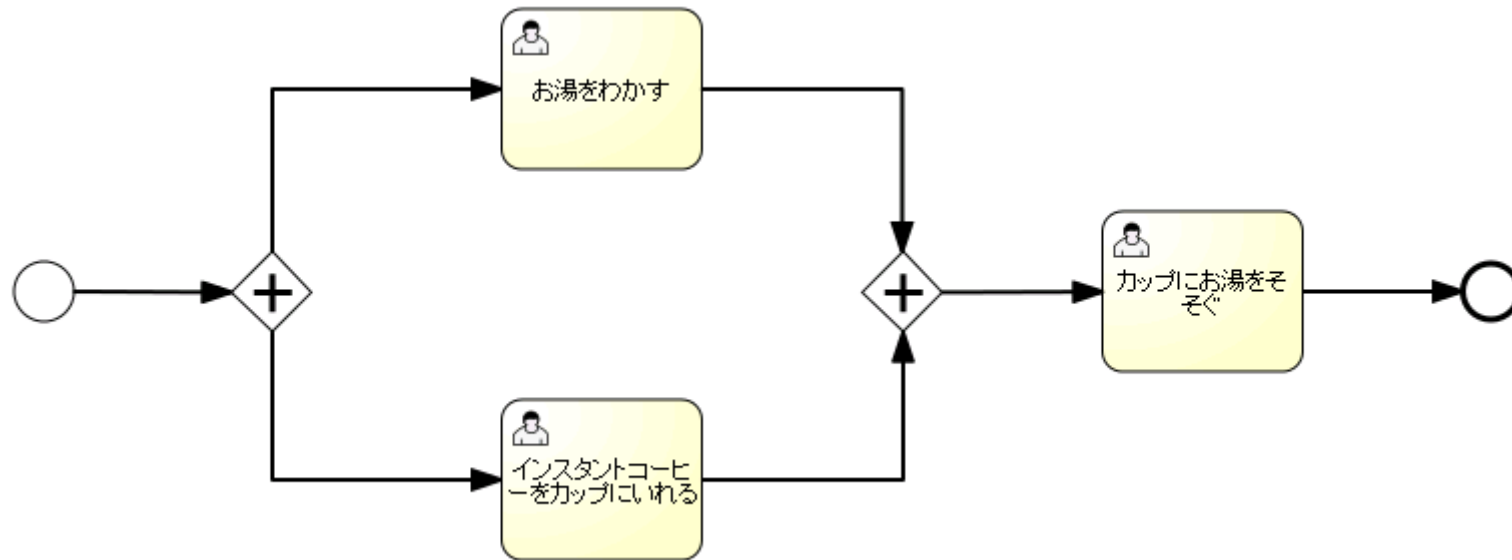 お湯をわかす
カップにお湯をそ
そぐ
インスタントコーヒ
ーをカップにいれる